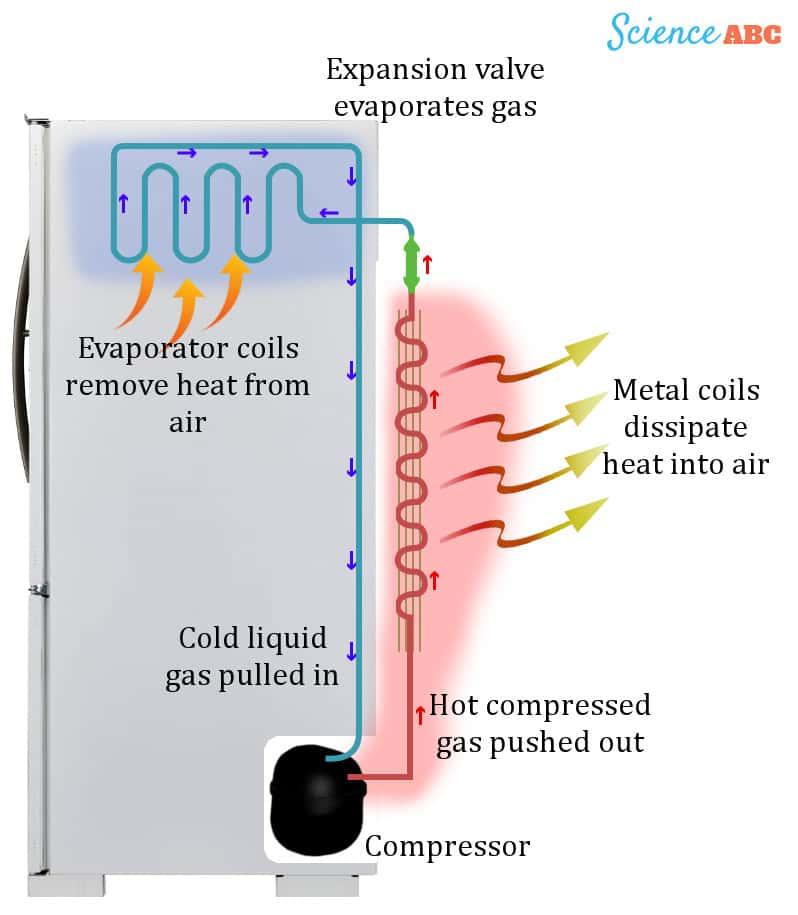 Science ABC
Expansion valve
evaporates gas
Evaporator coils
remove heat from
air
Metal coils
dissipate
heat into air
Cold liquid
gas pulled in
Hot compressed
gas pushed out
Compressor